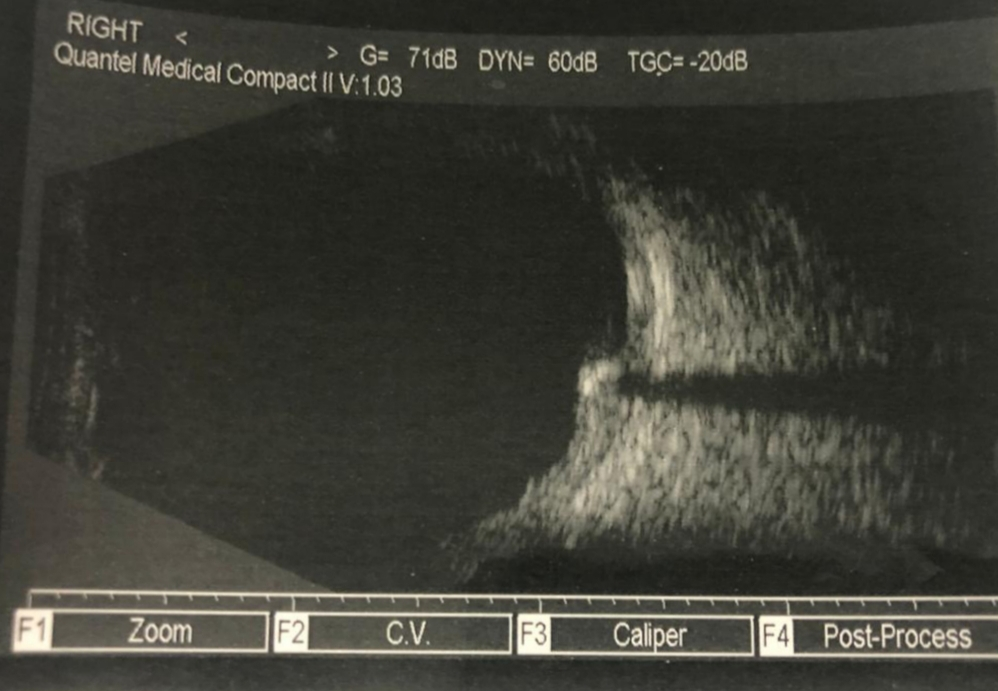 RIGHT < > G= 71dB DYN= 60dB TGC= -20dB
Quantel Medical Compact II V:1.03
F1 Zoom F2 C.V. F3 Caliper F4 Post-Process